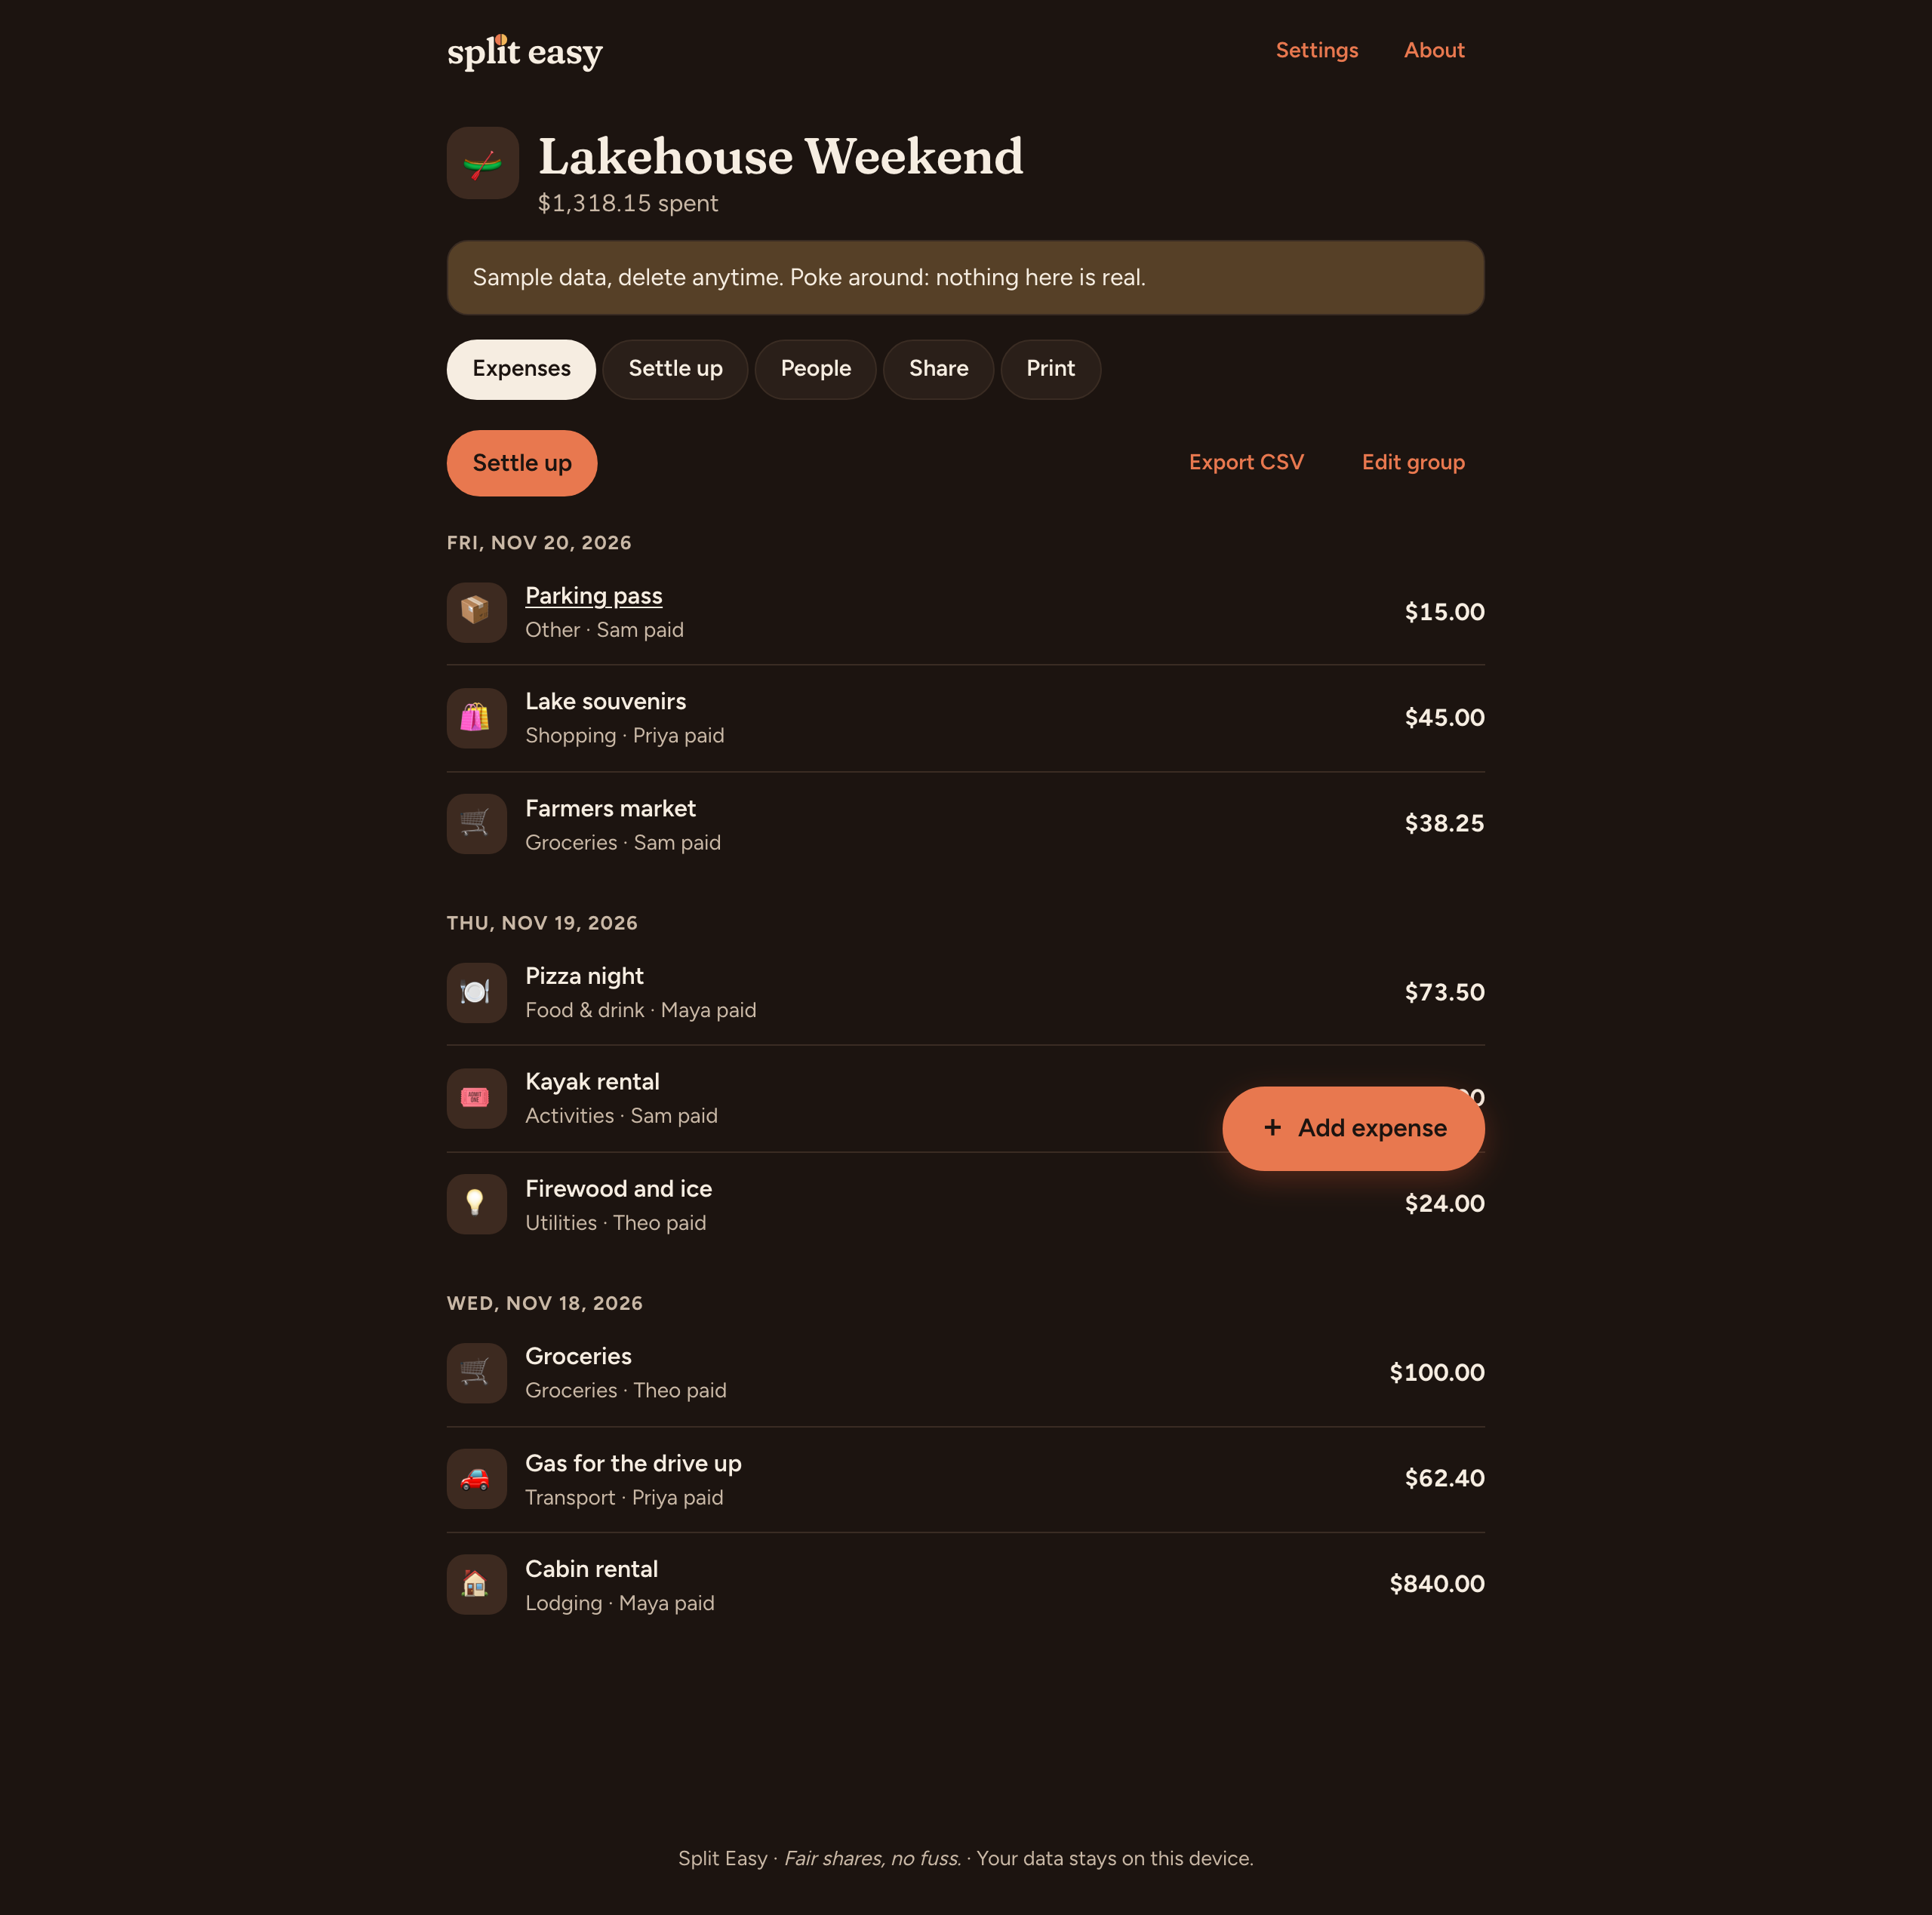 split easy
Settings
About
Lakehouse Weekend
$1,318.15 spent
Sample data, delete anytime. Poke around: nothing here is real.
Expenses
Settle up
People
Share
Print
Settle up
Export CSV
Edit group
FRI, NOV 20, 2026
Parking pass
Other · Sam paid
$15.00
Lake souvenirs
Shopping · Priya paid
$45.00
Farmers market
Groceries · Sam paid
$38.25
THU, NOV 19, 2026
Pizza night
Food & drink · Maya paid
$73.50
Kayak rental
Activities · Sam paid
+ Add expense
Firewood and ice
Utilities · Theo paid
$24.00
WED, NOV 18, 2026
Groceries
Groceries · Theo paid
$100.00
Gas for the drive up
Transport · Priya paid
$62.40
Cabin rental
Lodging · Maya paid
$840.00
Split Easy · Fair shares, no fuss. · Your data stays on this device.